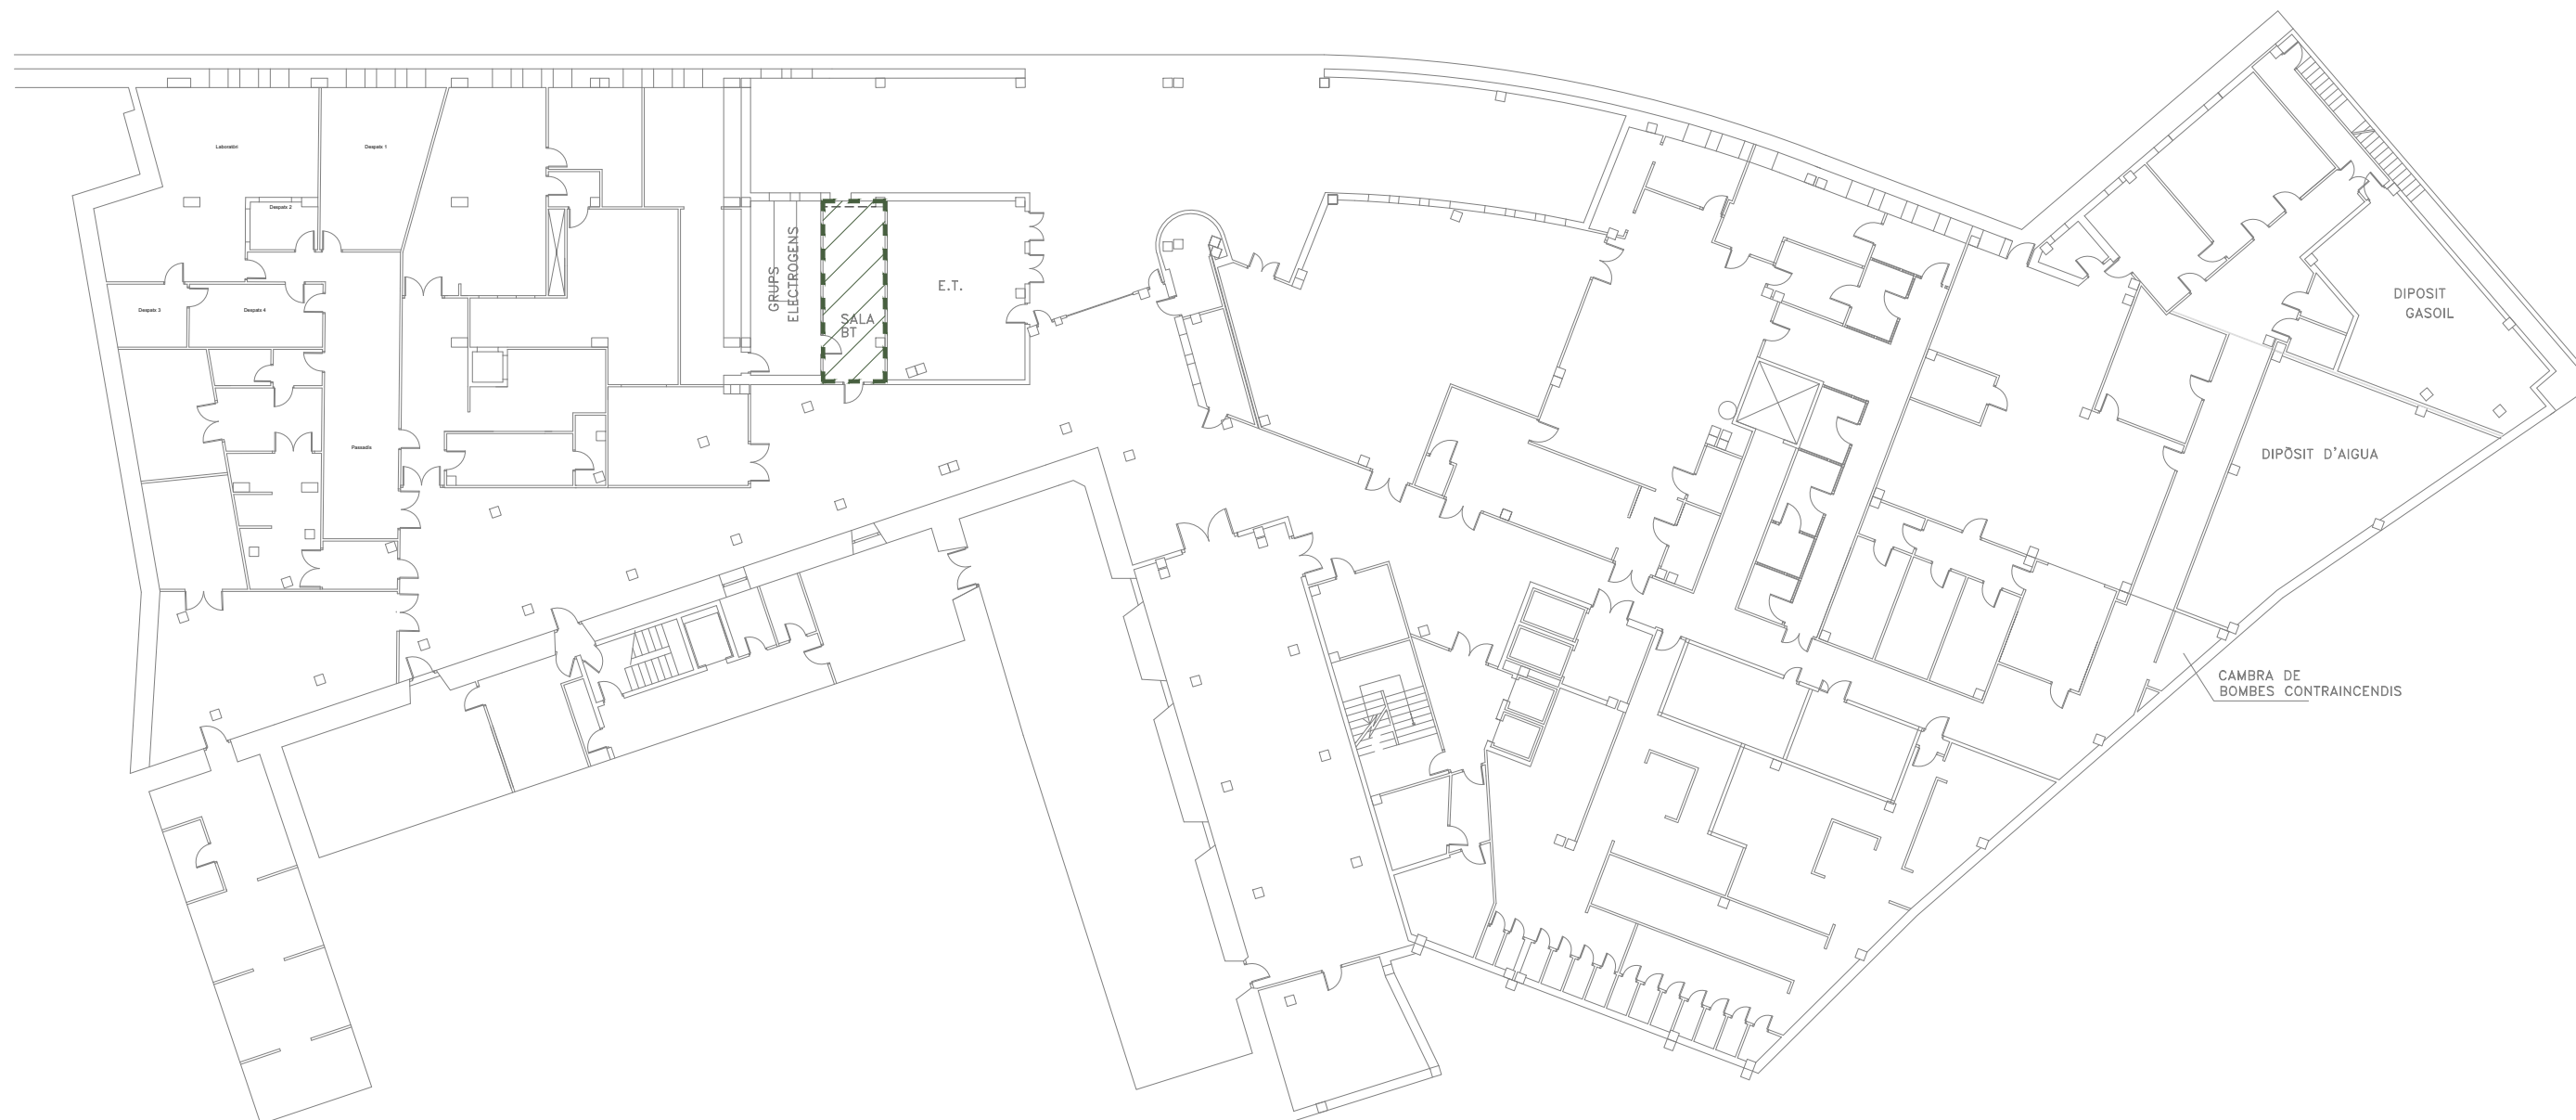 Laboratori
Despatx 1
Despatx 2
Despatx 3
Despatx 4
Passadís
GRUPS
ELECTROGENS
SALA
BT
E.T.
DIPOSIT
GASOIL
DIPÒSIT D'AIGUA
CAMBRA DE
BOMBES CONTRAINCENDIS